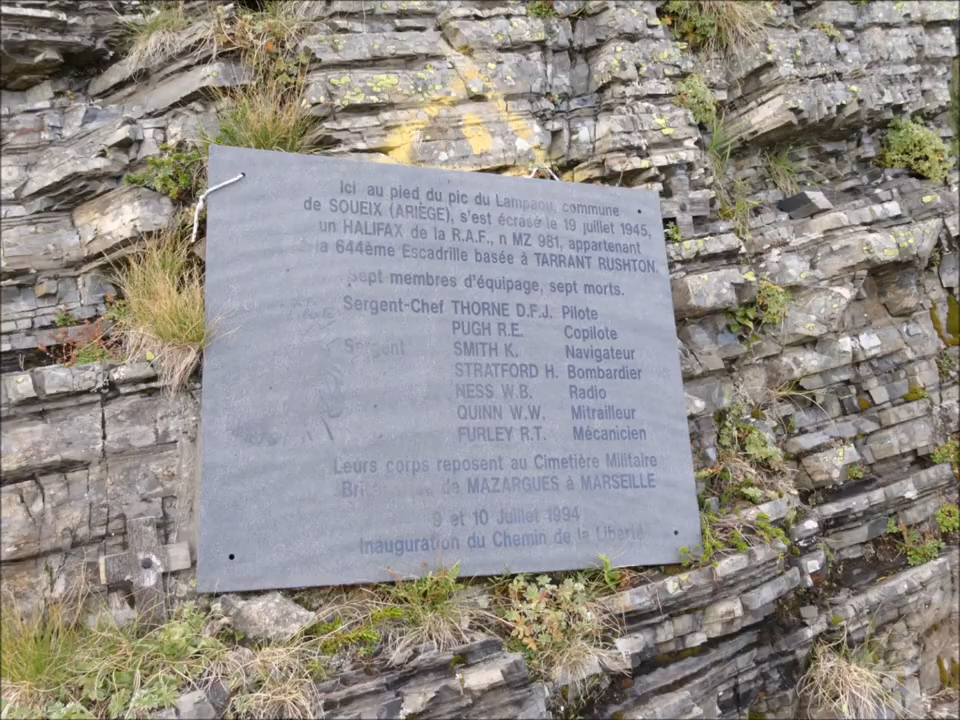 Ici au pied du pic du Lampaou, commune
de SOUEIX (ARIÈGE), s'est écrasé le 19 juillet 1945,
un HALIFAX de la R.A.F., n MZ 981, appartenant
à la 644ème Escadrille basée à TARRANT RUSHTON.
Sept membres d'équipage, sept morts.
Sergent-Chef THORNE D.F.J. Pilote
PUGH R.E. Copilote
Sergent SMITH K. Navigateur
STRATFORD H. Bombardier
NESS W.B. Radio
QUINN W.W. Mitrailleur
FURLEY R.T. Mécanicien
Leurs corps reposent au Cimetière Militaire
de MAZARGUES à MARSEILLE
9 et 10 Juillet 1994
Inauguration du Chemin de la Liberté